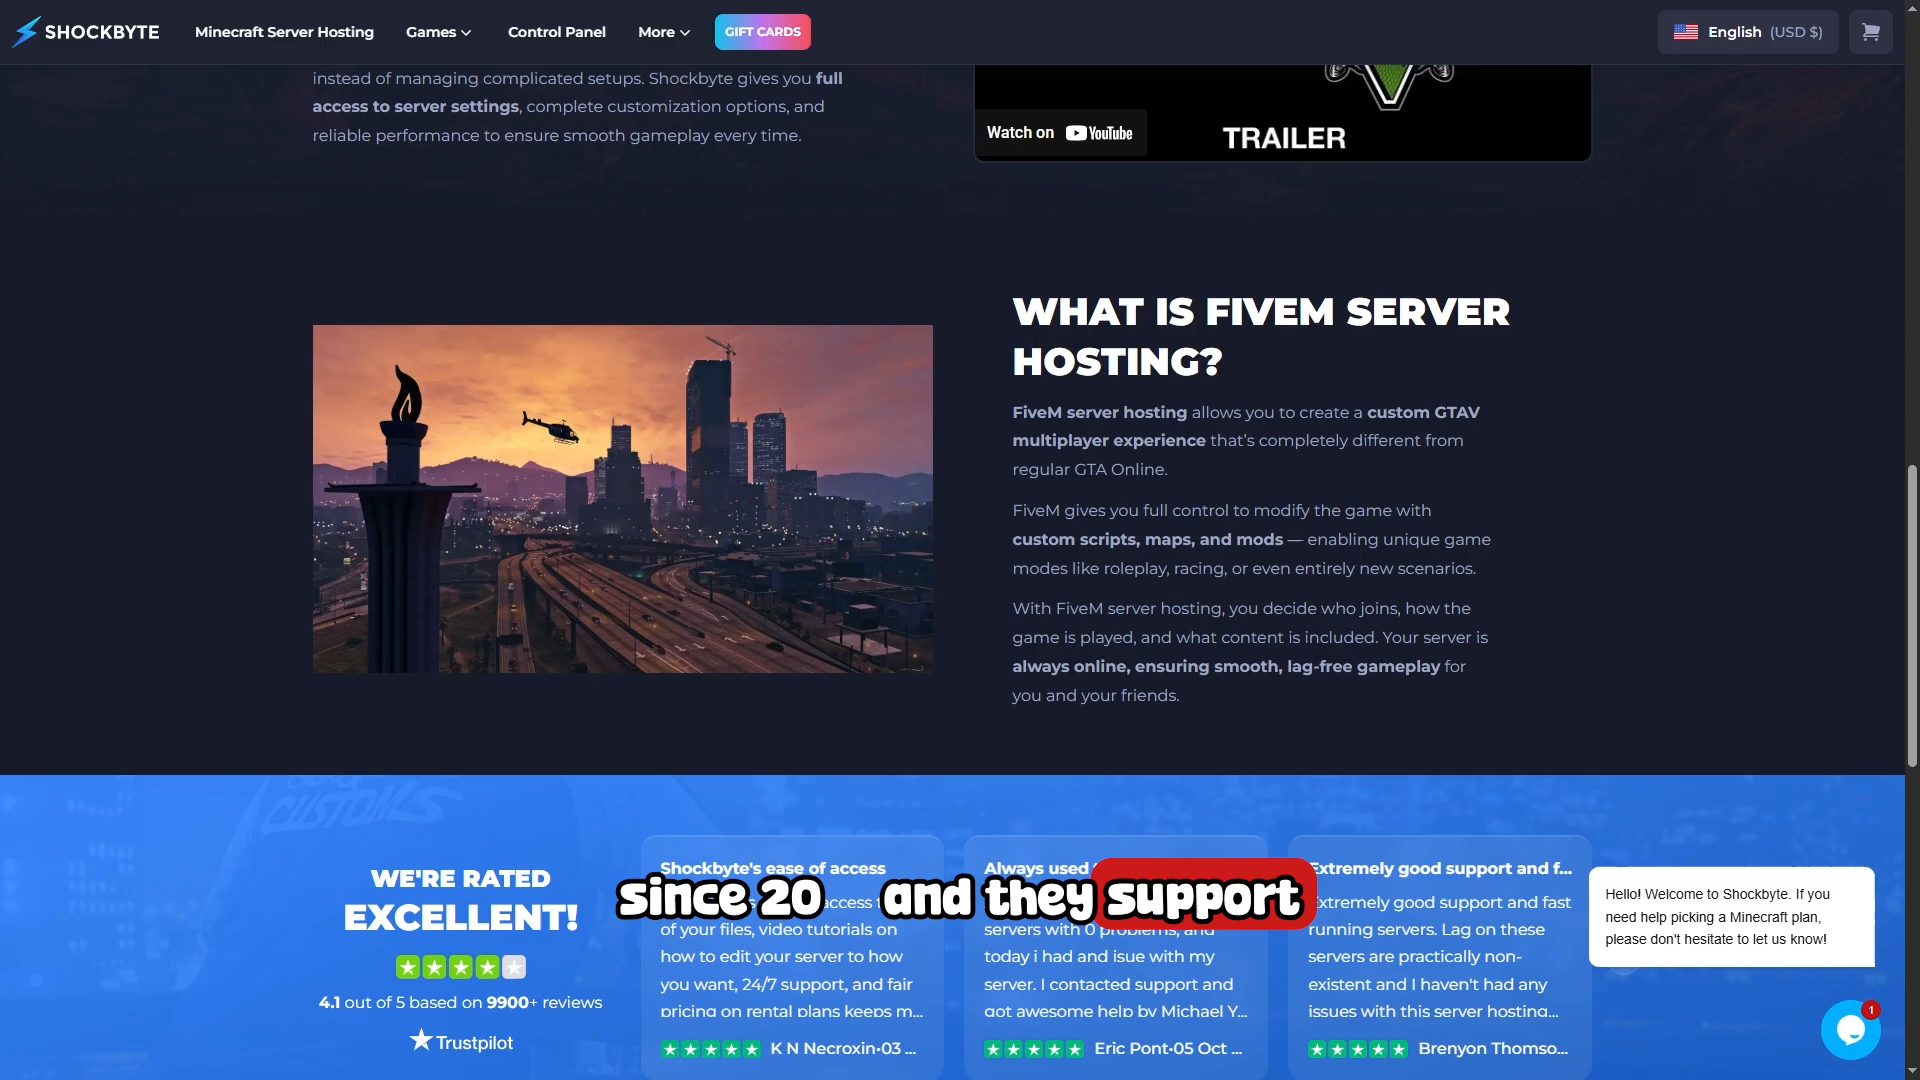 SHOCKBYTE
Minecraft Server Hosting
Games
Control Panel
More
GIFT CARDS
English (USD $)
instead of managing complicated setups. Shockbyte gives you full
access to server settings, complete customization options, and
reliable performance to ensure smooth gameplay every time.
Watch on YouTube
TRAILER
WHAT IS FIVEM SERVER
HOSTING?
FiveM server hosting allows you to create a custom GTAV
multiplayer experience that's completely different from
regular GTA Online.
FiveM gives you full control to modify the game with
custom scripts, maps, and mods — enabling unique game
modes like roleplay, racing, or even entirely new scenarios.
With FiveM server hosting, you decide who joins, how the
game is played, and what content is included. Your server is
always online, ensuring smooth, lag-free gameplay for
you and your friends.
CUSTOMS
WE'RE RATED
EXCELLENT!
4.1 out of 5 based on 9900+ reviews
Trustpilot
Shockbyte's ease of access
access
of your files, video tutorials on
how to edit your server to how
you want, 24/7 support, and fair
pricing on rental plans keeps m...
K N Necroxin•03 ...
Always used
servers with 0 problems, and
today i had and isue with my
server. I contacted support and
got awesome help by Michael Y...
Eric Pont•05 Oct ...
Extremely good support and f...
Extremely good support and fast
running servers. Lag on these
servers are practically non-
existent and I haven't had any
issues with this server hosting...
Brenyon Thomso...
since 20 and they support
Hello! Welcome to Shockbyte. If you
need help picking a Minecraft plan,
please don't hesitate to let us know!
1